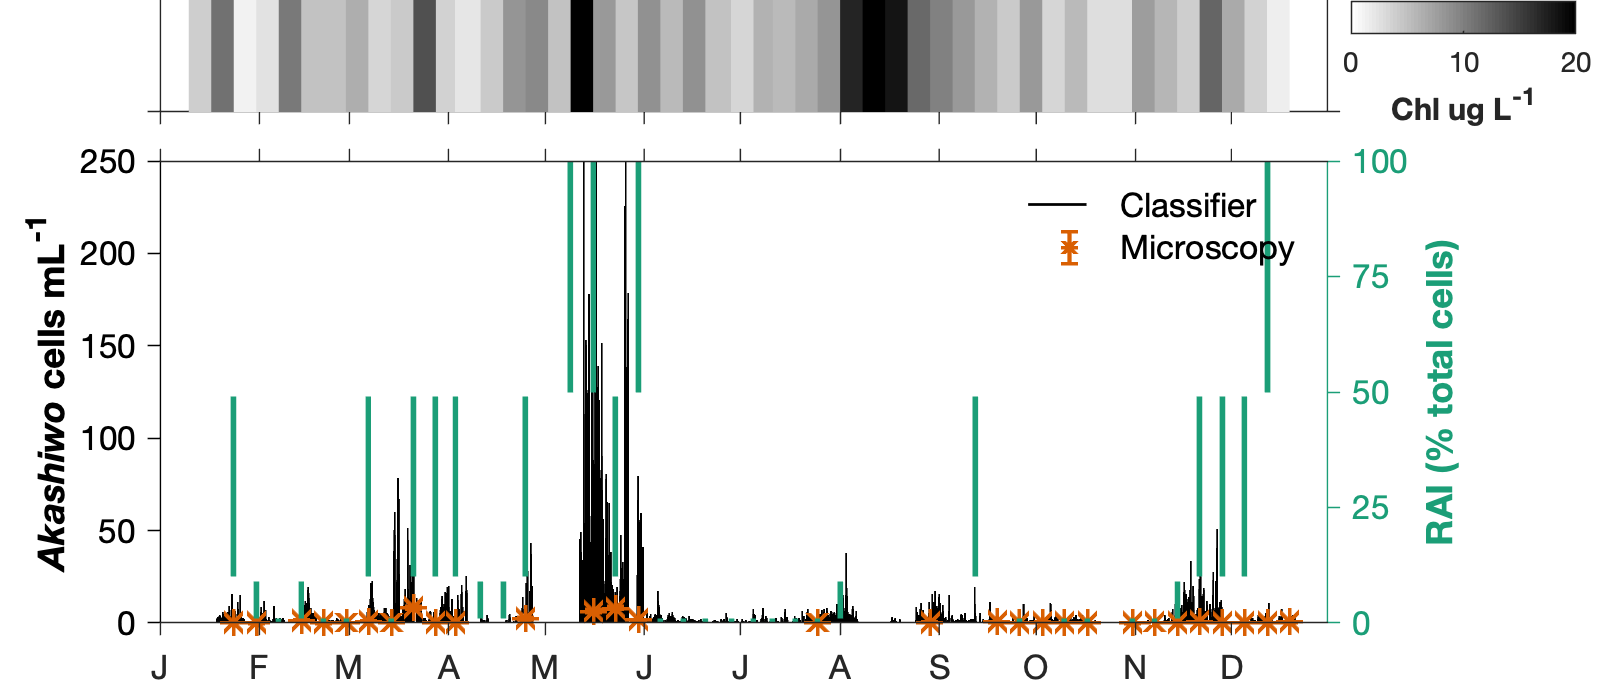 0 10 20
Chl ug L-1
250
200
150
100
50
0
Akashiwo cells mL-1
Classifier
Microscopy
100
75
50
25
0
RAI (% total cells)
J F M A M J J A S O N D